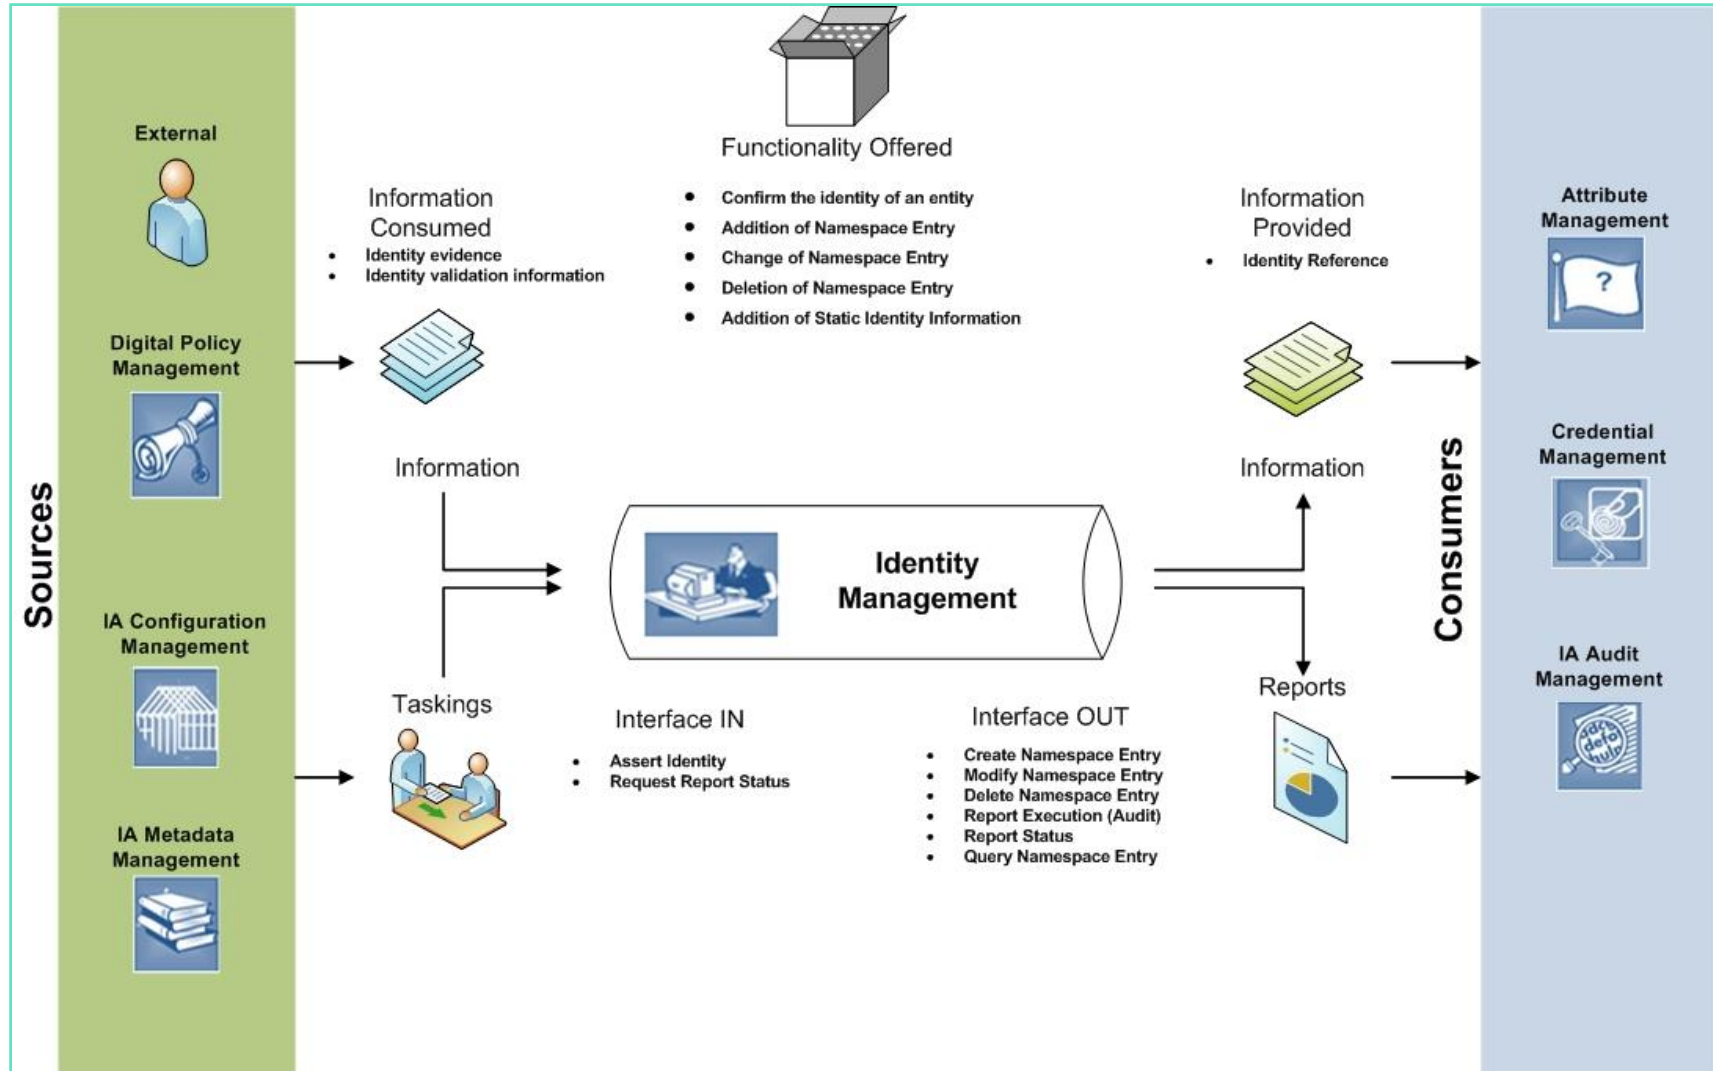 Sources
External
Digital Policy
Management
IA Configuration
Management
IA Metadata
Management
Information
Consumed
• Identity evidence
• Identity validation information
Information
Taskings
Functionality Offered
• Confirm the identity of an entity
• Addition of Namespace Entry
• Change of Namespace Entry
• Deletion of Namespace Entry
• Addition of Static Identity Information
Identity
Management
Interface IN
• Assert Identity
• Request Report Status
Interface OUT
• Create Namespace Entry
• Modify Namespace Entry
• Delete Namespace Entry
• Report Execution (Audit)
• Report Status
• Query Namespace Entry
Information
Provided
• Identity Reference
Information
Reports
Consumers
Attribute
Management
?
Credential
Management
IA Audit
Management